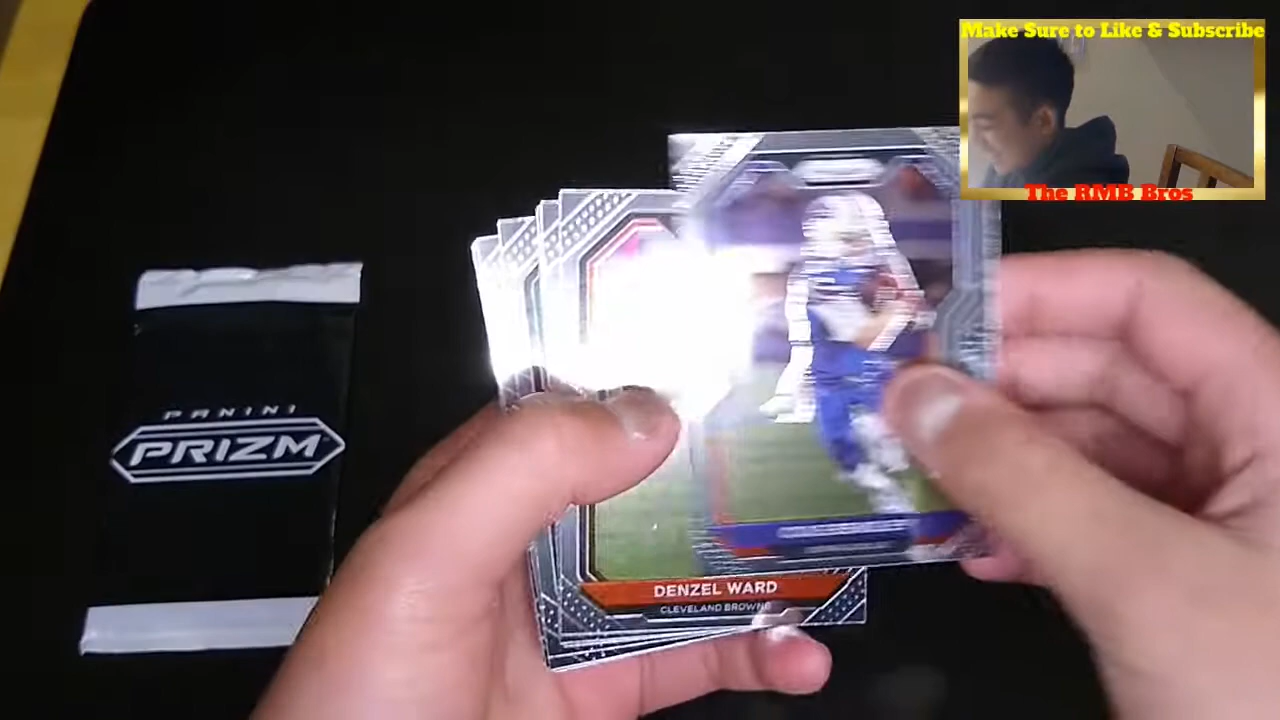 Make Sure to Like & Subscribe
The RMB Bros
PANINI
PRIZM
DENZEL WARD
CLEVELAND BROWNS